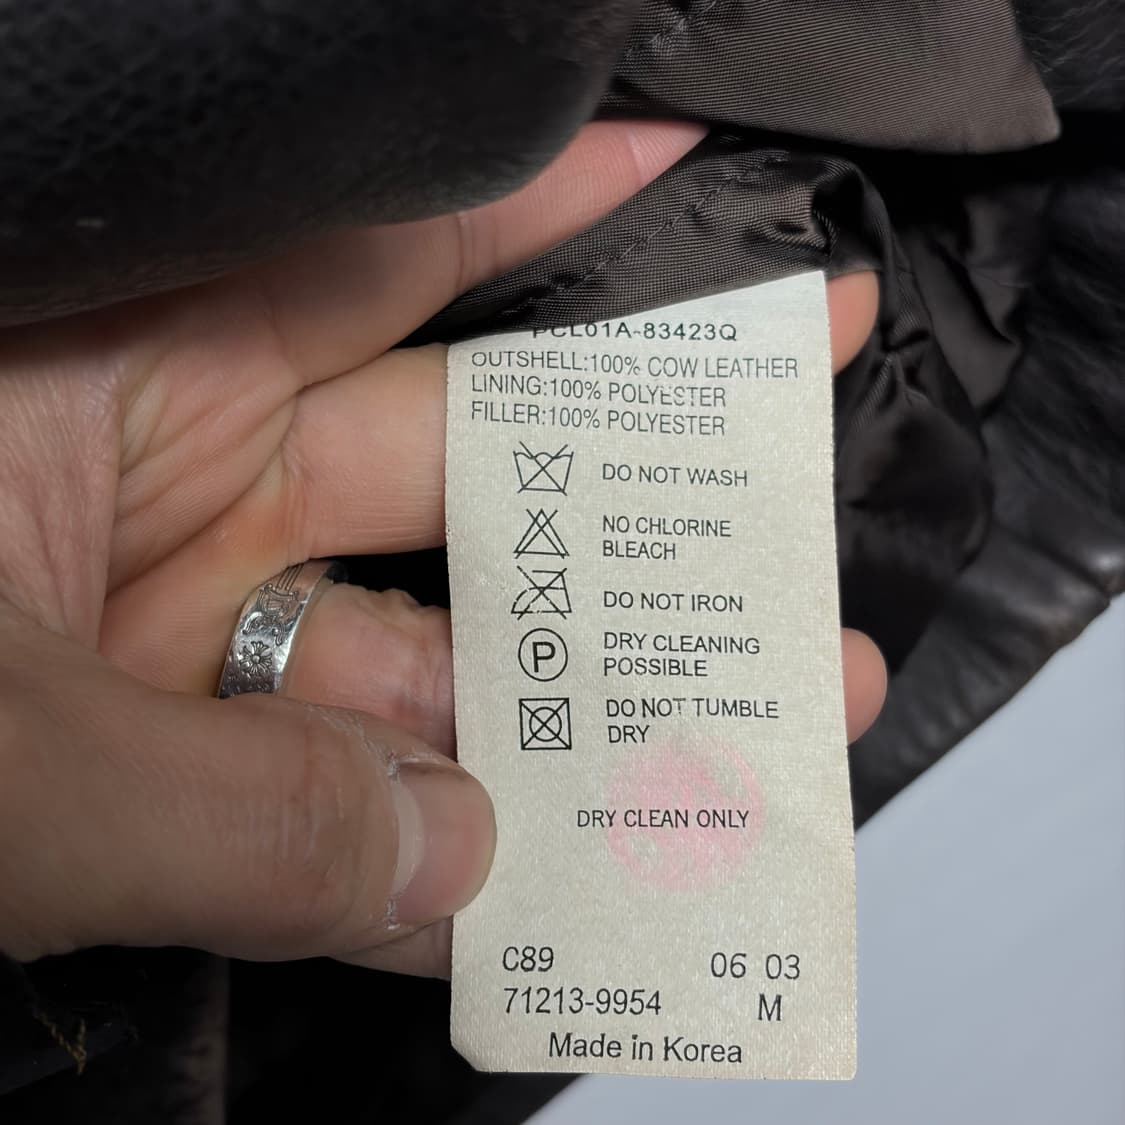 PCL01A-83423Q
OUTSHELL:100% COW LEATHER
LINING:100% POLYESTER
FILLER:100% POLYESTER
DO NOT WASH
NO CHLORINE
BLEACH
DO NOT IRON
P
DRY CLEANING
POSSIBLE
DO NOT TUMBLE
DRY
DRY CLEAN ONLY
C89 06 03
71213-9954 M
Made in Korea